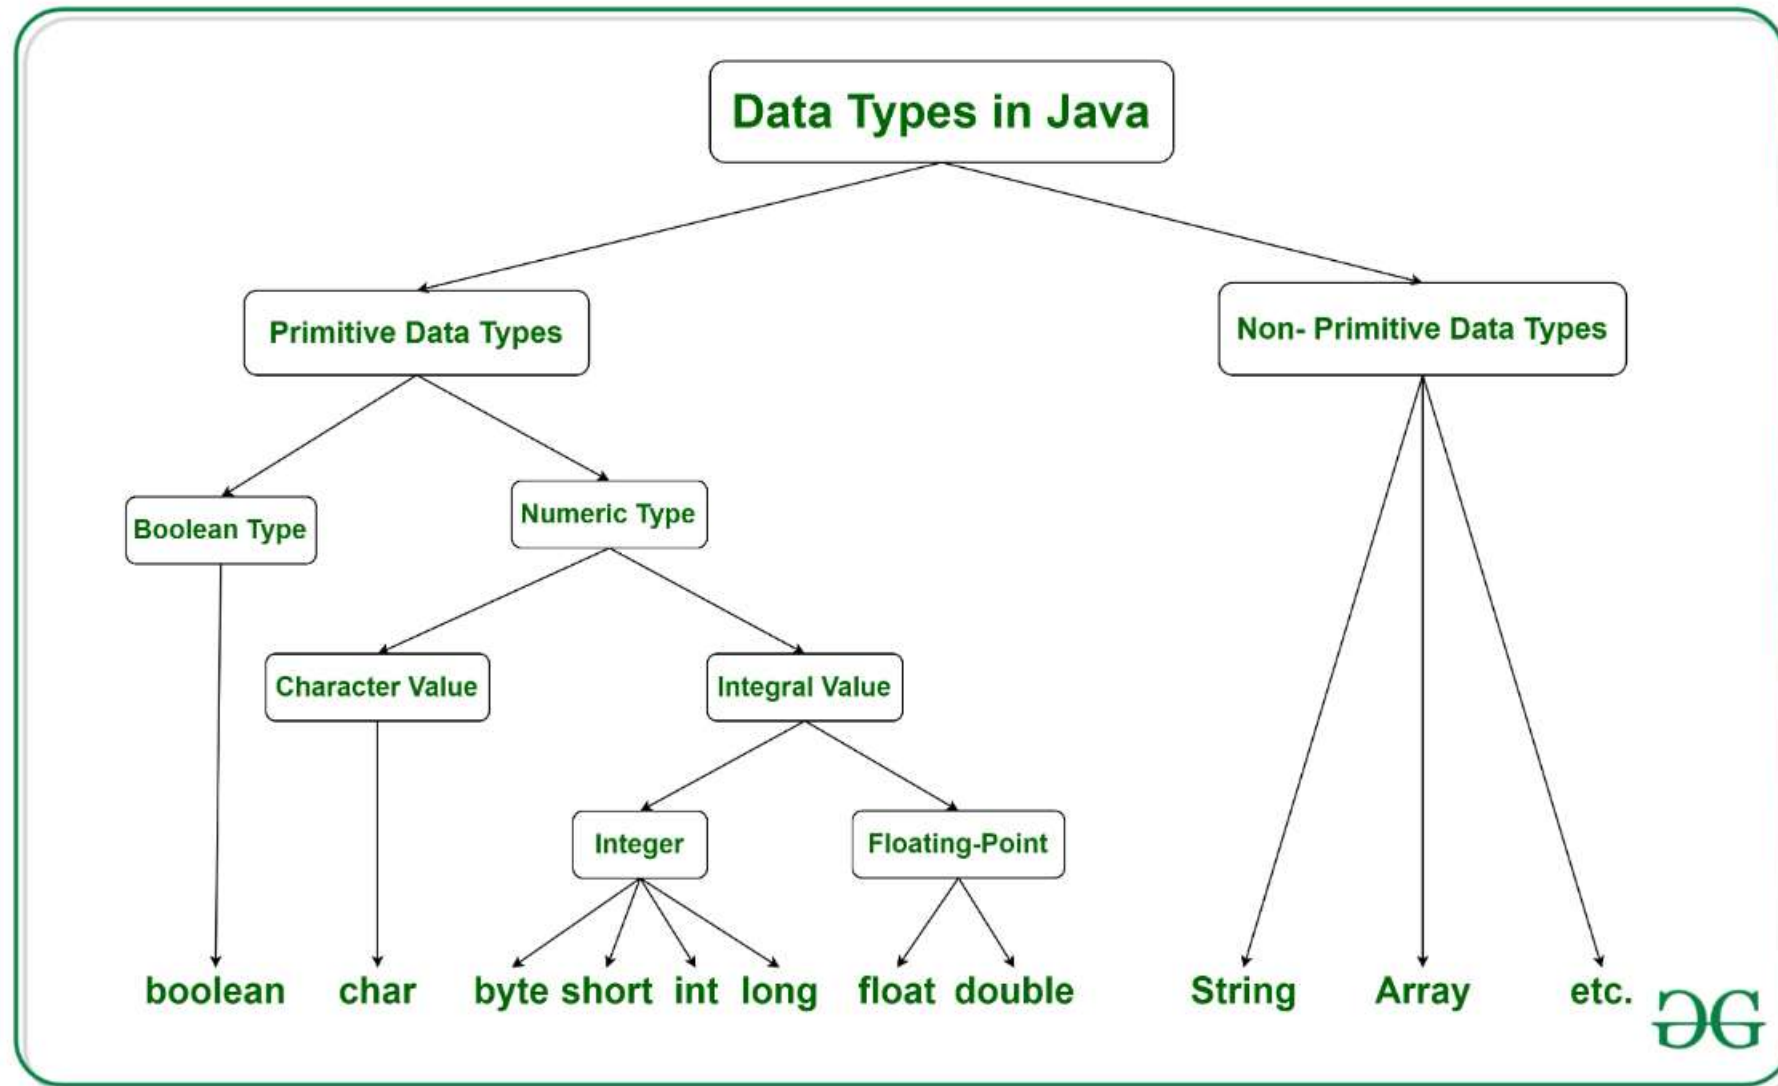 Data Types in Java
Primitive Data Types
Non- Primitive Data Types
Boolean Type
Numeric Type
Character Value
Integral Value
Integer
Floating-Point
boolean
char
byte
short
int
long
float
double
String
Array
etc.